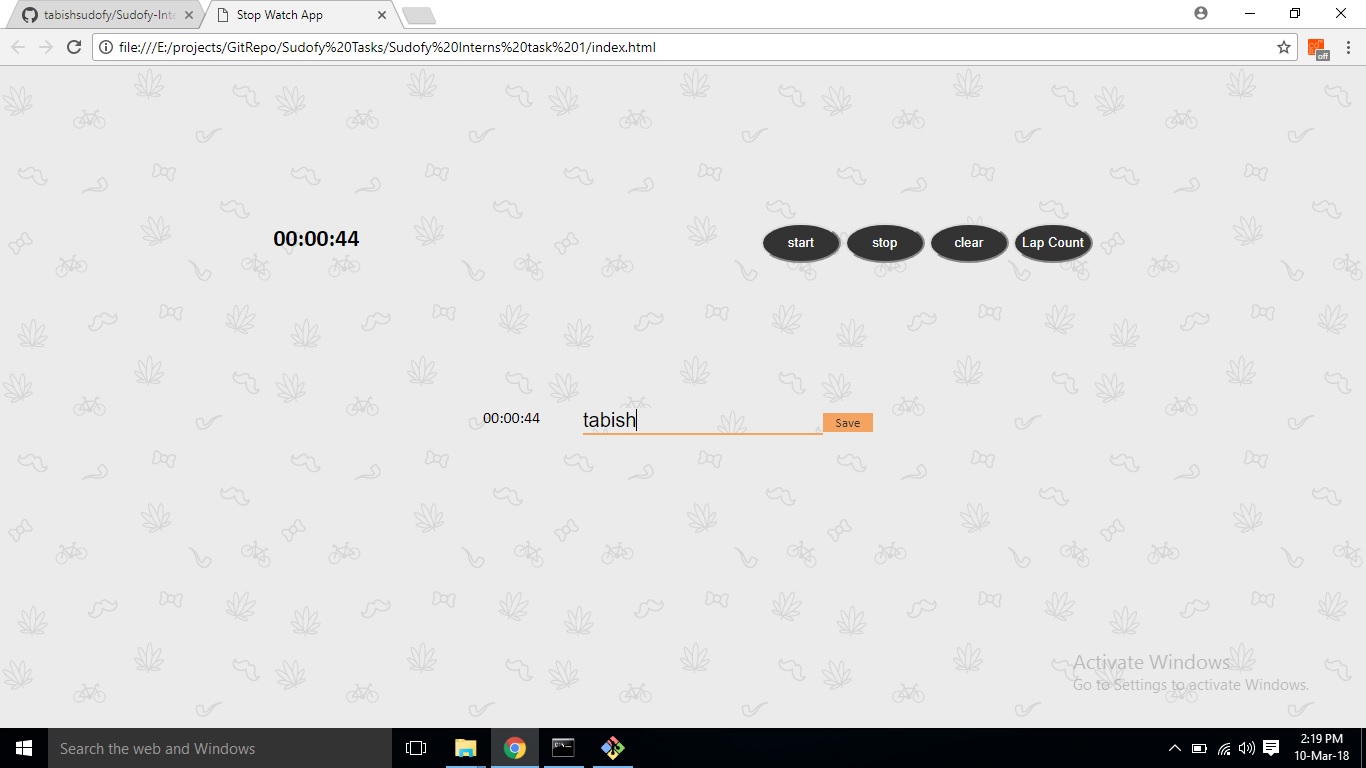 tabishsudofy/Sudofy-Inte
Stop Watch App
file:///E:/projects/GitRepo/Sudofy%20Tasks/Sudofy%20Interns%20task%201/index.html
off
00:00:44
start
stop
clear
Lap Count
00:00:44
tabish
Save
Activate Windows
Go to Settings to activate Windows.
Search the web and Windows
2:19 PM
10-Mar-18